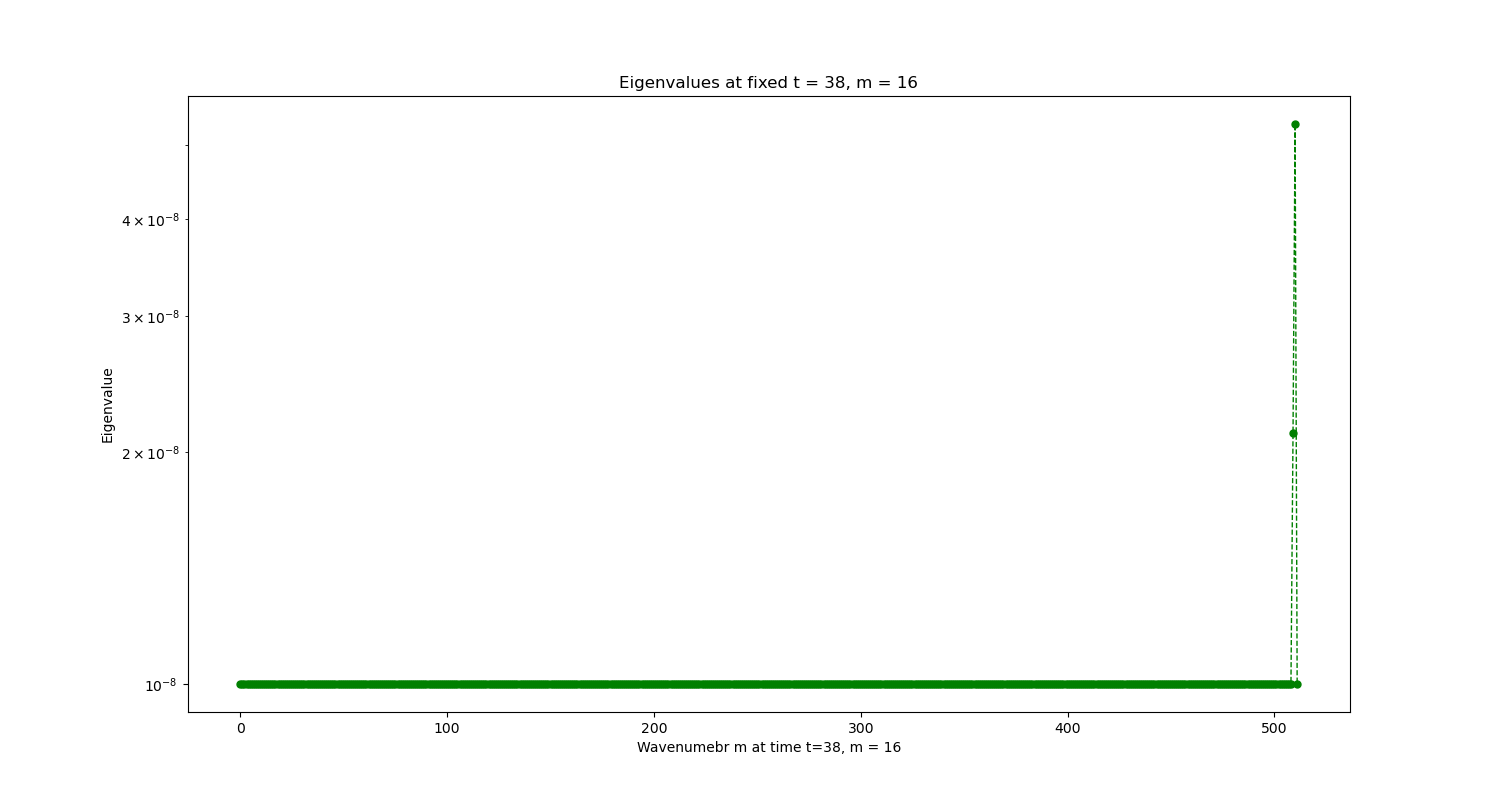 Eigenvalues at fixed t = 38, m = 16
Eigenvalue
4 × 10⁻⁸
3 × 10⁻⁸
2 × 10⁻⁸
10⁻⁸
0 100 200 300 400 500
Wavenumebr m at time t=38, m = 16